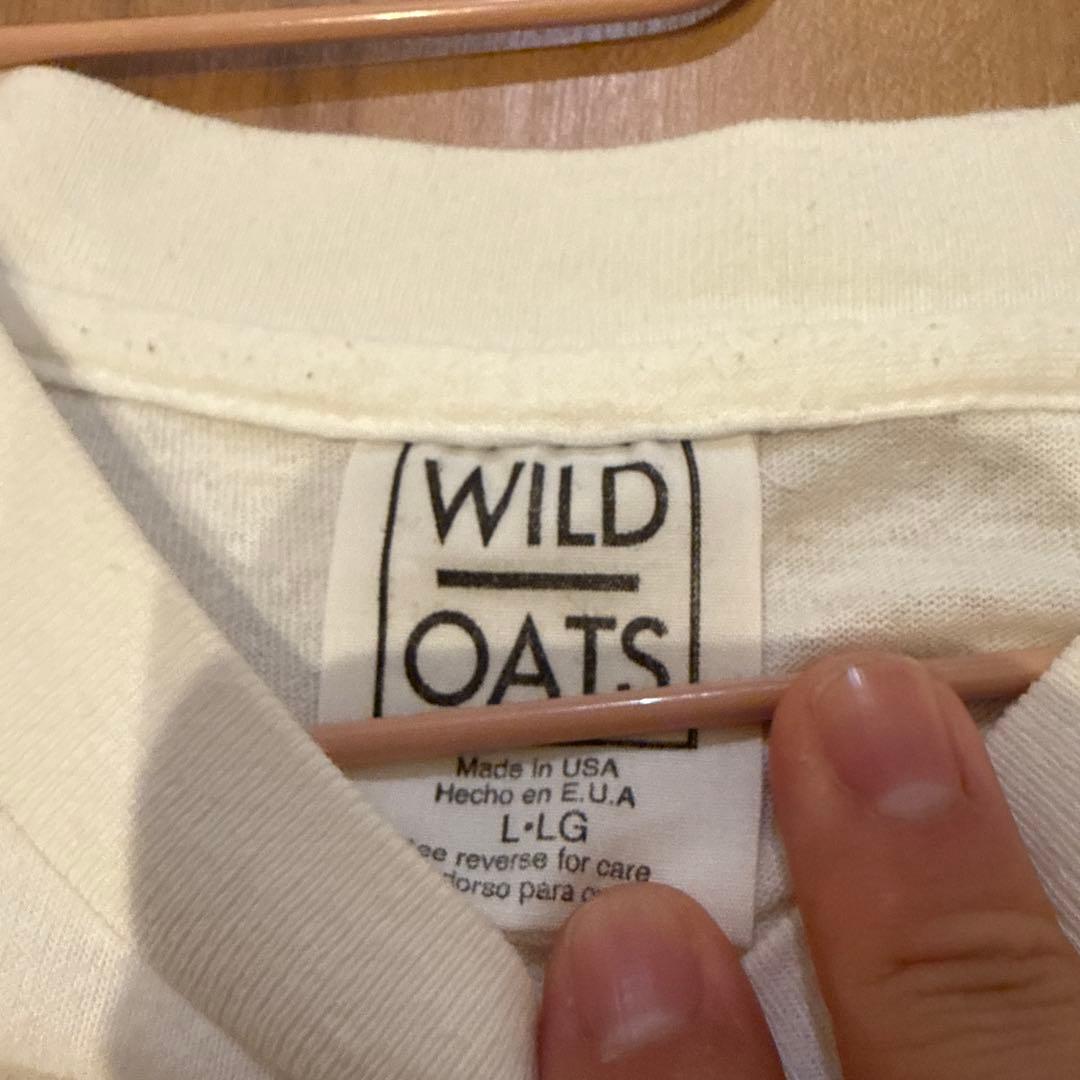 WILD
OATS
Made in USA
Hecho en E.U.A
L•LG
reverse for care
para